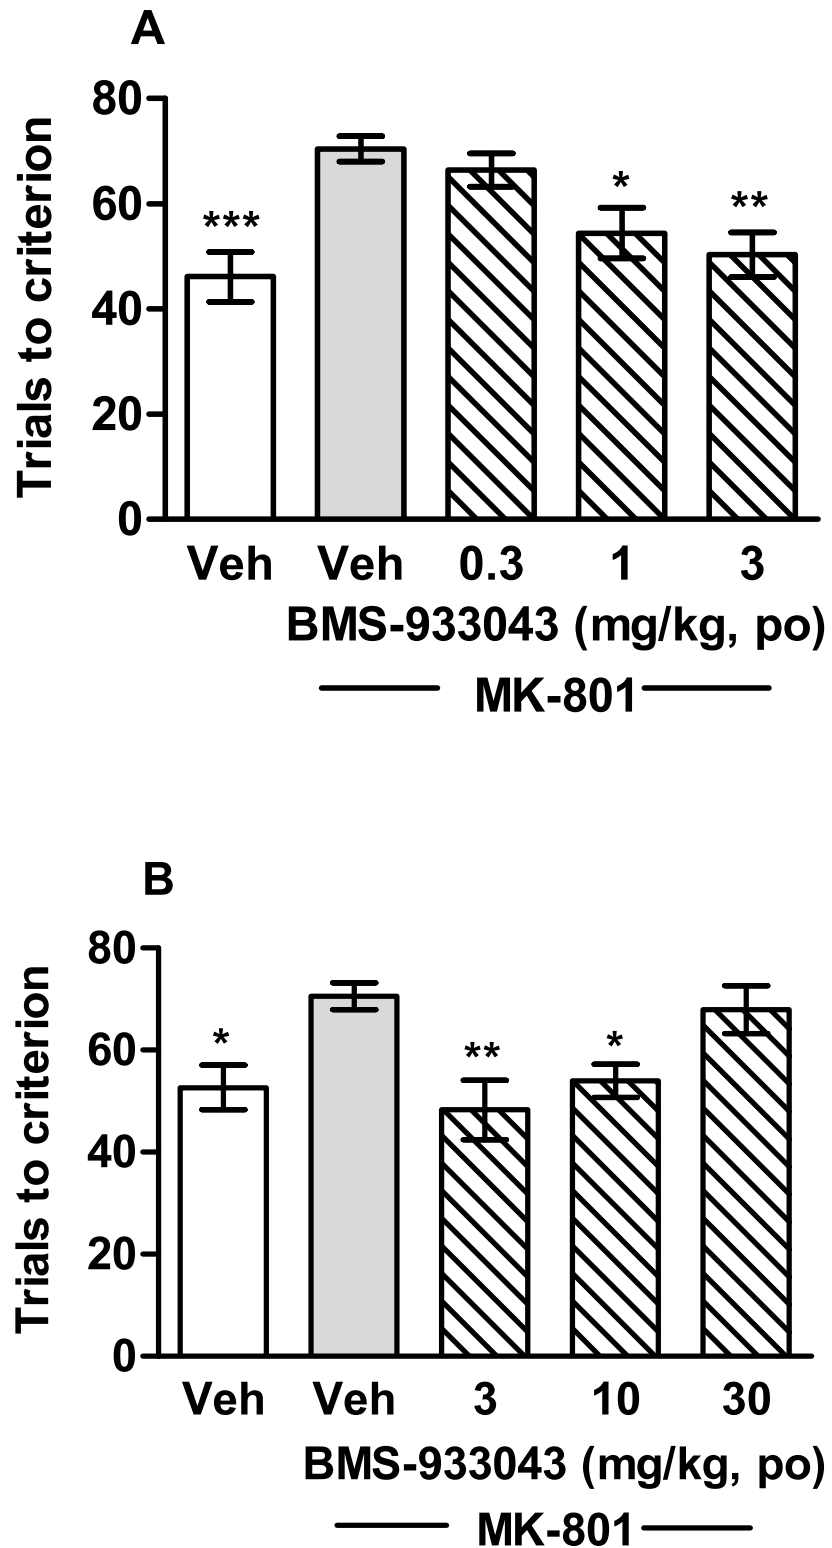 A
Trials to criterion
80
60
40
20
0
***
*
**
Veh Veh 0.3 1 3
BMS-933043 (mg/kg, po)
MK-801
B
Trials to criterion
80
60
40
20
0
*
**
*
Veh Veh 3 10 30
BMS-933043 (mg/kg, po)
MK-801